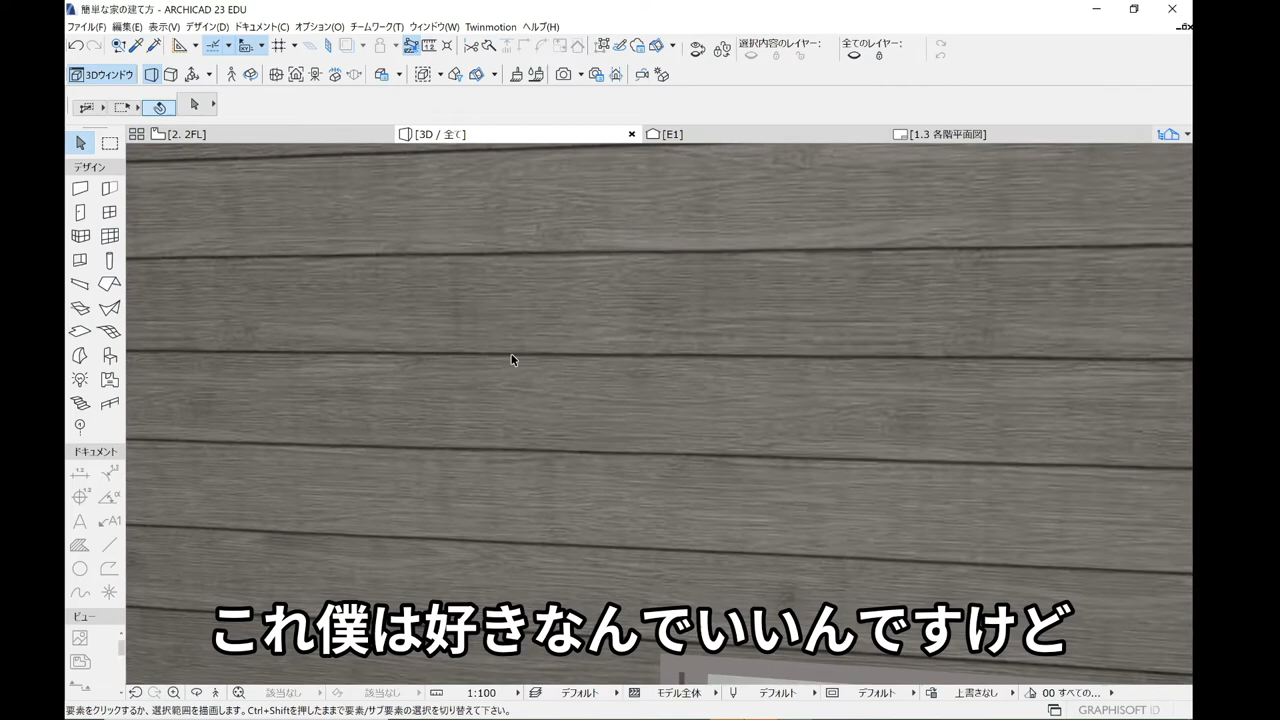 簡単な家の建て方 - ARCHICAD 23 EDU
ファイル(F) 編集(E) 表示(V) デザイン(D) ドキュメント(C) オプション(O) チームワーク(T) ウィンドウ(W) Twinmotion ヘルプ(H)
選択内容のレイヤー: 全てのレイヤー:
3Dウィンドウ
[2. 2FL] [3D / 全て] [E1] [1.3 各階平面図]
デザイン
ドキュメント
ビュー
これ僕は好きなんでいいんですけど
該当なし 該当なし 1:100 デフォルト モデル全体 デフォルト デフォルト 上書きなし 00 すべての...
要素をクリックするか、選択範囲を描画します。Ctrl+Shiftを押したままで要素/サブ要素の選択を切り替えて下さい。
GRAPHISOFT ID